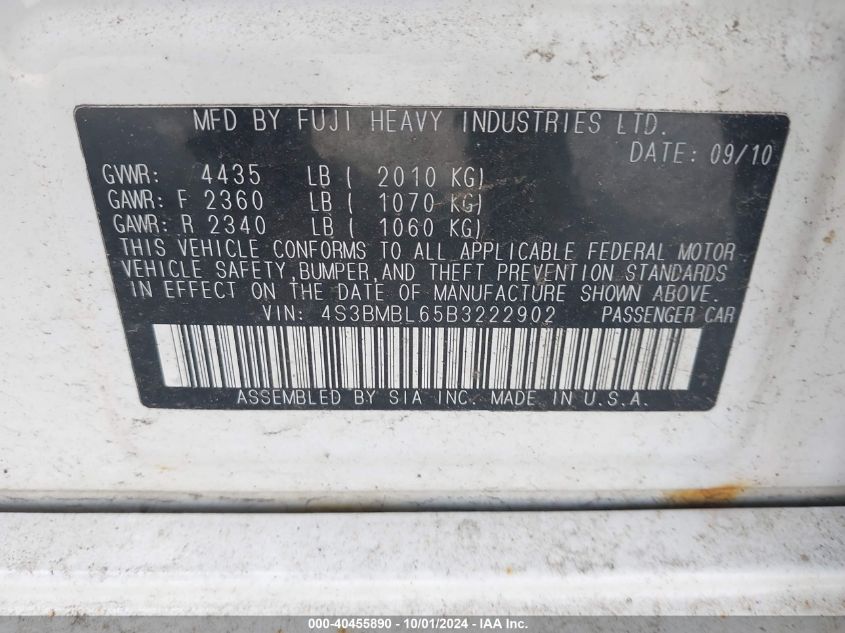 MFD BY FUJI HEAVY INDUSTRIES LTD.
DATE: 09/10
GVWR: 4435 LB ( 2010 KG)
GAWR: F 2360 LB ( 1070 KG)
GAWR: R 2340 LB ( 1060 KG)
THIS VEHICLE CONFORMS TO ALL APPLICABLE FEDERAL MOTOR
VEHICLE SAFETY, BUMPER, AND THEFT PREVENTION STANDARDS
IN EFFECT ON THE DATE OF MANUFACTURE SHOWN ABOVE.
VIN: 4S3BMBL65B3222902 PASSENGER CAR
ASSEMBLED BY SIA INC. MADE IN U.S.A.
000-40455890 - 10/01/2024 - IAA Inc.